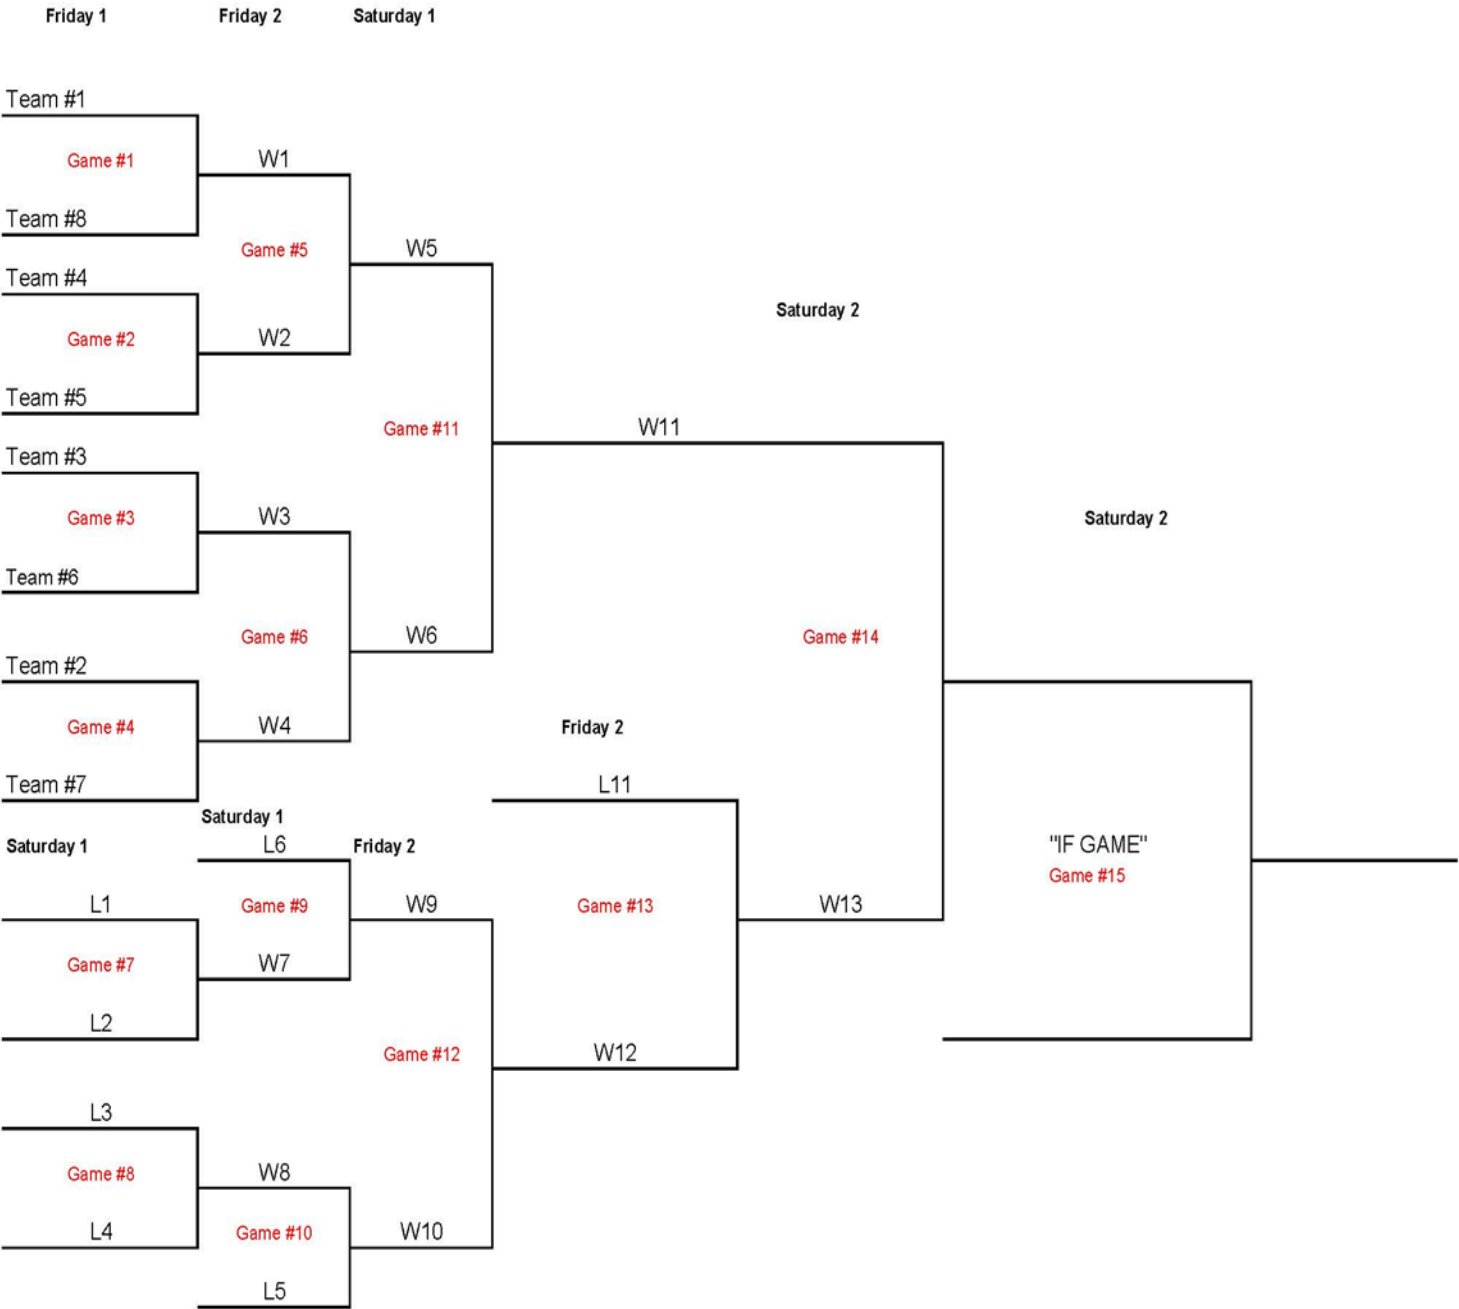 Friday 1
Friday 2
Saturday 1
Team #1
Game #1
W1
Team #8
Game #5
W5
Team #4
Saturday 2
Game #2
W2
Team #5
Game #11
W11
Team #3
Game #3
W3
Saturday 2
Team #6
Game #6
W6
Game #14
Team #2
Game #4
W4
Friday 2
Team #7
L11
Saturday 1
Saturday 1
L6
Friday 2
"IF GAME"
Game #15
L1
Game #9
W9
Game #13
W13
Game #7
W7
L2
Game #12
W12
L3
Game #8
W8
L4
Game #10
W10
L5